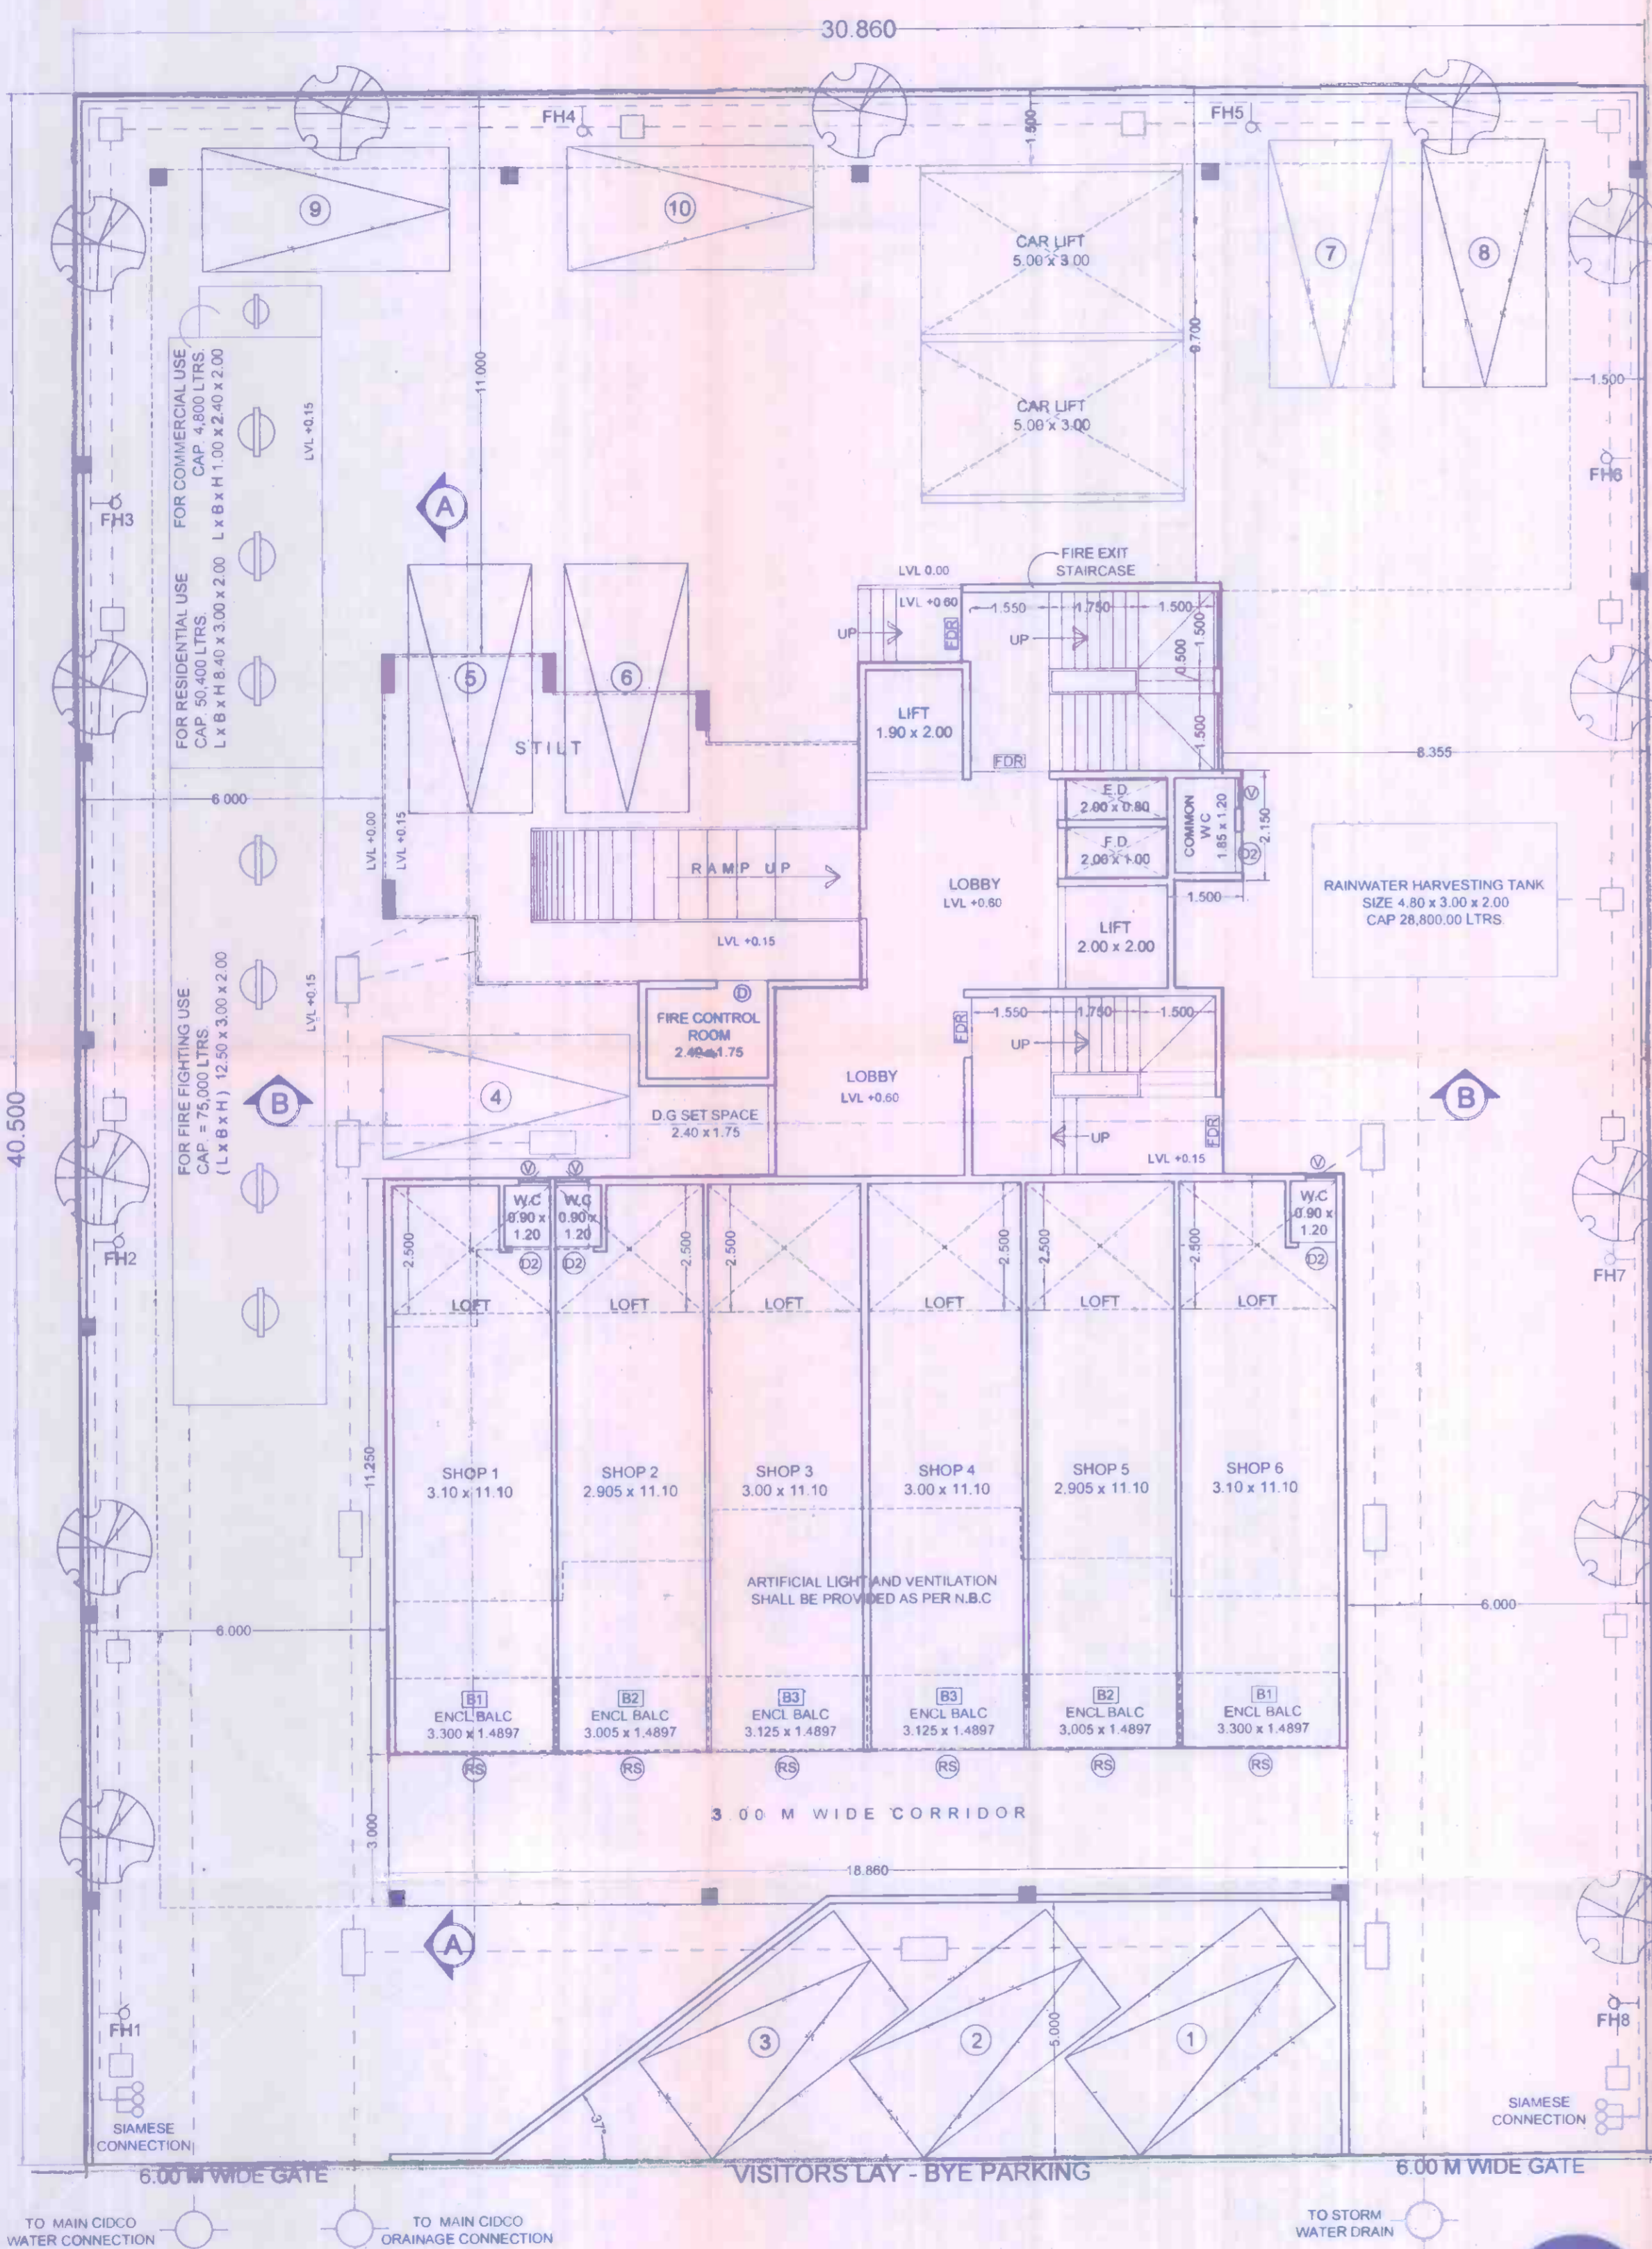 30.860
FH4
1.500
FH5
9
10
CAR LIFT
5.00 x 3.00
7
8
9.700
CAR LIFT
5.00 x 3.00
1.500
11.000
FOR COMMERCIAL USE
CAP. 4,800 LTRS.
L x B x H 1.00 x 2.40 x 2.00
LVL +0.15
FH3
A
FH6
FOR RESIDENTIAL USE
CAP. 50,400 LTRS.
L x B x H 8.40 x 3.00 x 2.00
FIRE EXIT
STAIRCASE
LVL 0.00
LVL +0.60
1.550
1.750
1.500
UP
FDR
UP
1.500
0.500
1.500
5
6
STILT
LIFT
1.90 x 2.00
FDR
8.355
6.000
LVL +0.00
LVL +0.15
E.D.
2.00 x 0.80
COMMON
W C
1.85 x 1.20
V
2.150
D2
F.D.
2.00 x 1.00
RAMP UP
LOBBY
LVL +0.60
1.500
RAINWATER HARVESTING TANK
SIZE 4.80 x 3.00 x 2.00
CAP 28,800.00 LTRS.
LVL +0.15
LIFT
2.00 x 2.00
FOR FIRE FIGHTING USE
CAP. = 75,000 LTRS.
( L x B x H ) 12.50 x 3.00 x 2.00
LVL +0.15
D
FIRE CONTROL
ROOM
2.40 x 1.75
FDR
1.550
1.750
1.500
UP
40.500
B
4
LOBBY
LVL +0.60
B
D.G SET SPACE
2.40 x 1.75
UP
FDR
LVL +0.15
V
V
V
W.C
0.90 x
1.20
W.C
0.90 x
1.20
W.C
0.90 x
1.20
2.500
2.500
2.500
2.500
2.500
2.500
D2
D2
D2
FH2
FH7
LOFT
LOFT
LOFT
LOFT
LOFT
LOFT
11.250
SHOP 1
3.10 x 11.10
SHOP 2
2.905 x 11.10
SHOP 3
3.00 x 11.10
SHOP 4
3.00 x 11.10
SHOP 5
2.905 x 11.10
SHOP 6
3.10 x 11.10
ARTIFICIAL LIGHT AND VENTILATION
SHALL BE PROVIDED AS PER N.B.C
6.000
6.000
B1
ENCL BALC
3.300 x 1.4897
B2
ENCL BALC
3.005 x 1.4897
B3
ENCL BALC
3.125 x 1.4897
B3
ENCL BALC
3.125 x 1.4897
B2
ENCL BALC
3.005 x 1.4897
B1
ENCL BALC
3.300 x 1.4897
RS
RS
RS
RS
RS
RS
3.00 M WIDE CORRIDOR
3.000
18.860
A
FH1
3
2
5.000
1
FH8
37°
SIAMESE
CONNECTION
SIAMESE
CONNECTION
6.00 M WIDE GATE
VISITORS LAY - BYE PARKING
6.00 M WIDE GATE
TO MAIN CIDCO
WATER CONNECTION
TO MAIN CIDCO
DRAINAGE CONNECTION
TO STORM
WATER DRAIN